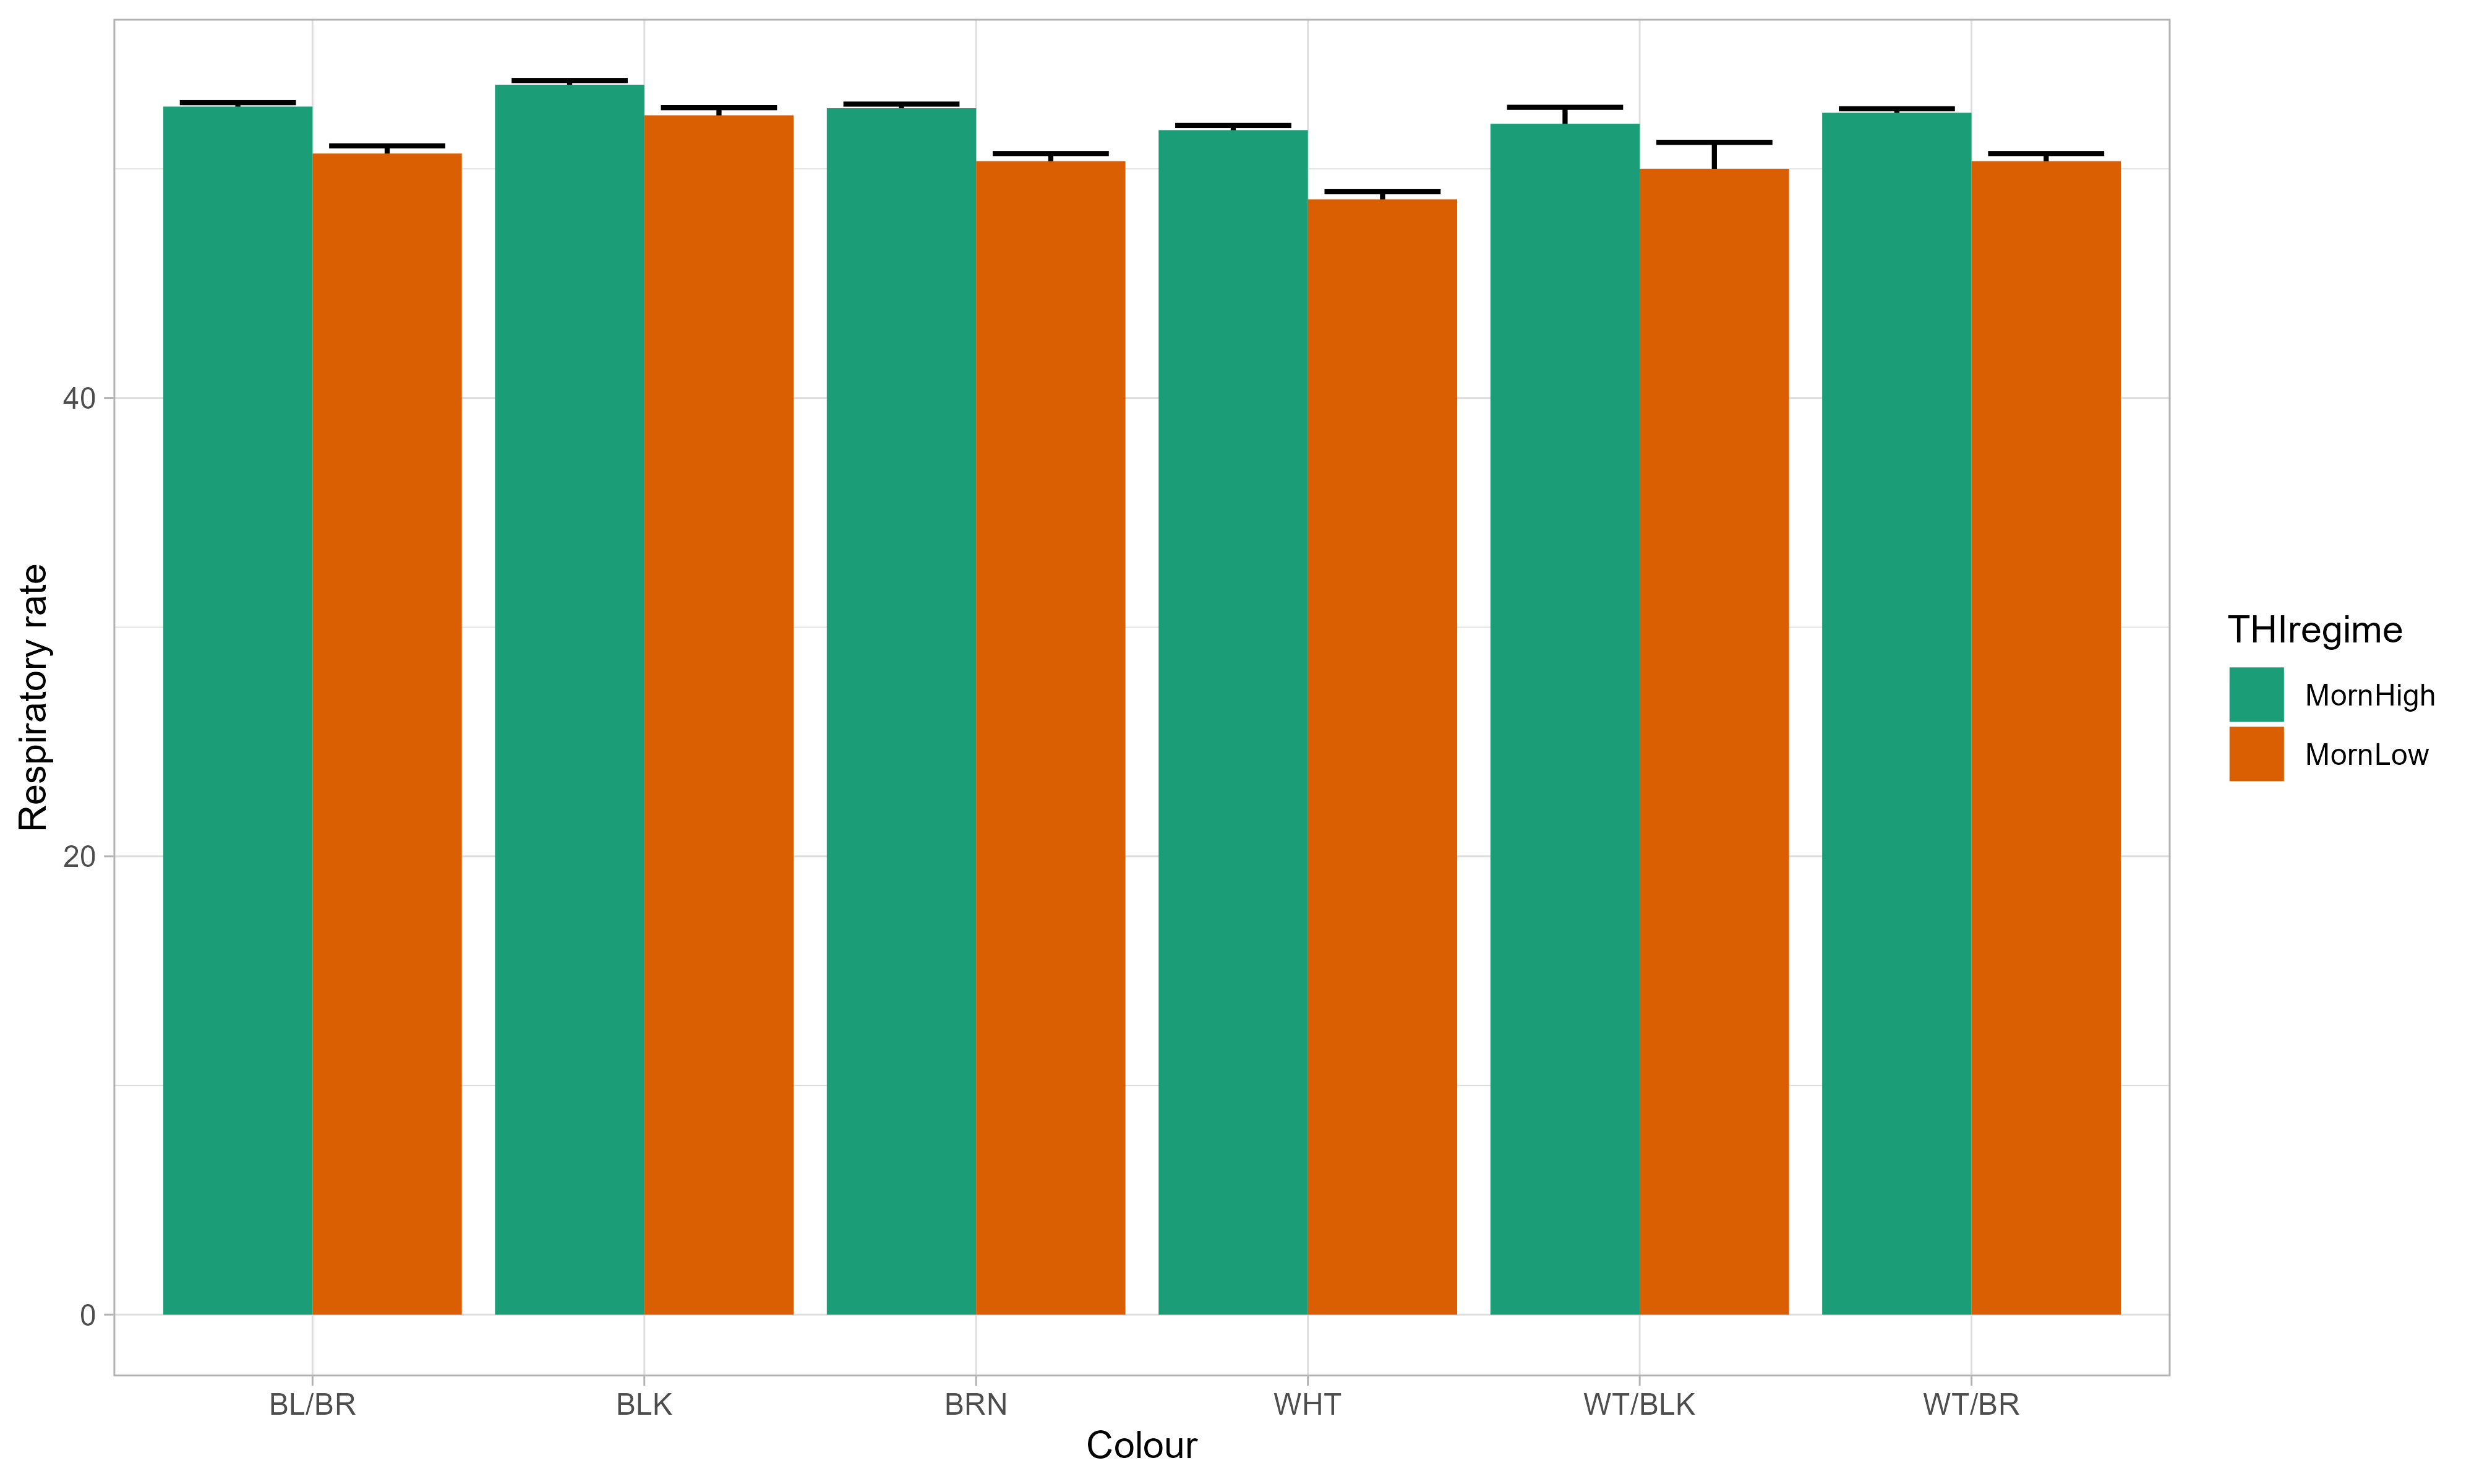 Respiratory rate
40
20
0
BL/BR
BLK
BRN
WHT
WT/BLK
WT/BR
Colour
THIregime
MornHigh
MornLow